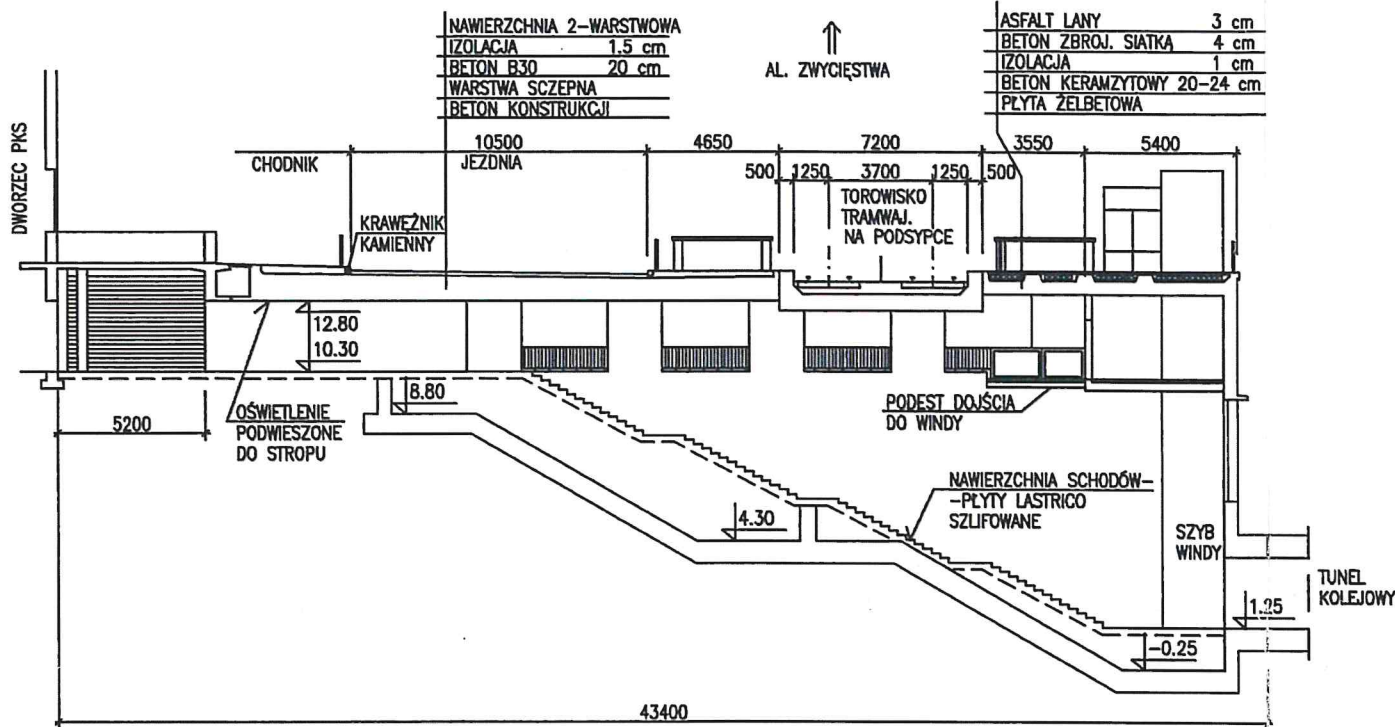 NAWIERZCHNIA 2-WARSTWOWA
IZOLACJA 1.5 cm
BETON B30 20 cm
WARSTWA SCZEPNA
BETON KONSTRUKCJI
AL. ZWYCIĘSTWA
ASFALT LANY 3 cm
BETON ZBROJ. SIATKĄ 4 cm
IZOLACJA 1 cm
BETON KERAMZYTOWY 20-24 cm
PŁYTA ŻELBETOWA
DWORZEC PKS
CHODNIK
10500
JEZDNIA
4650
7200
3550
5400
500 1250 3700 1250 500
TOROWISKO
TRAMWAJ.
NA PODSYPCE
KRAWĘŻNIK
KAMIENNY
12.80
10.30
8.80
5200
OŚWIETLENIE
PODWIESZONE
DO STROPU
PODEST DOJŚCIA
DO WINDY
NAWIERZCHNIA SCHODÓW-
-PŁYTY LASTRICO
SZLIFOWANE
4.30
SZYB
WINDY
TUNEL
KOLEJOWY
1.25
-0.25
43400